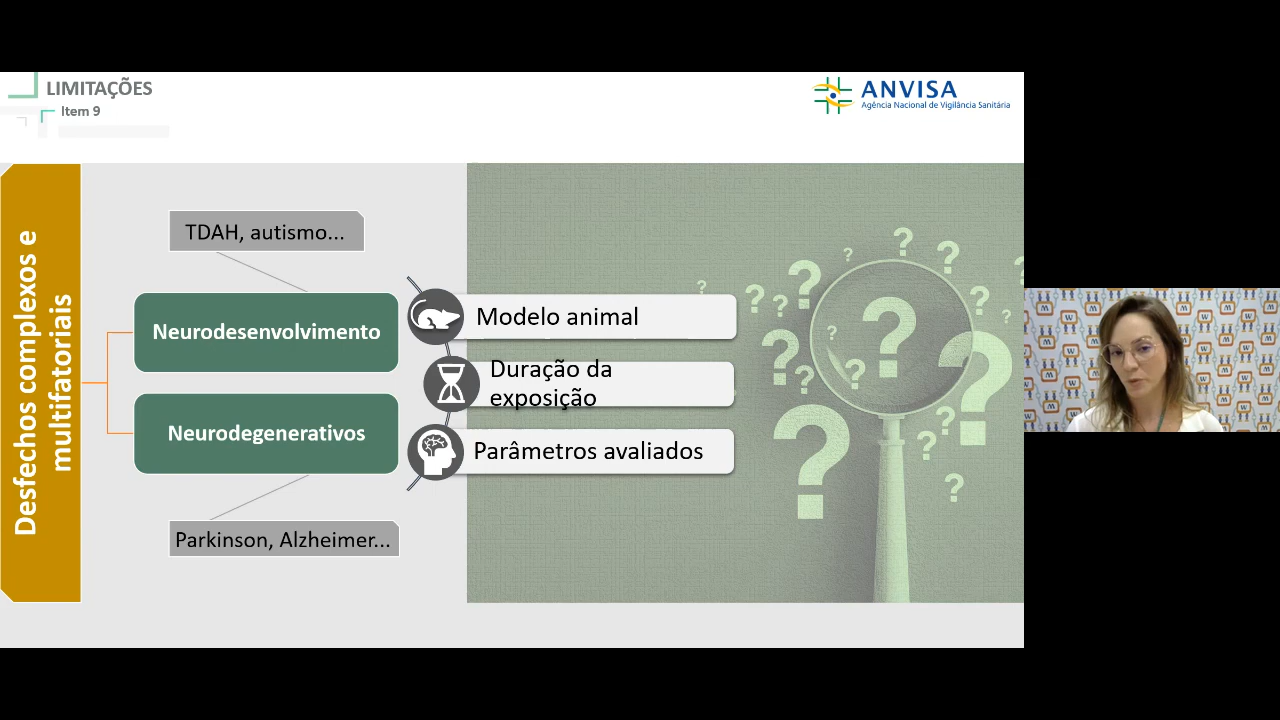 LIMITAÇÕES
Item 9
ANVISA
Agência Nacional de Vigilância Sanitária
Desfechos complexos e
multifatoriais
TDAH, autismo...
Neurodesenvolvimento
Neurodegenerativos
Parkinson, Alzheimer...
Modelo animal
Duração da
exposição
Parâmetros avaliados
? ? ? ? ? ? ? ? ? ? ? ? ? ? ? ? ? ? ? ?
W M W M W M